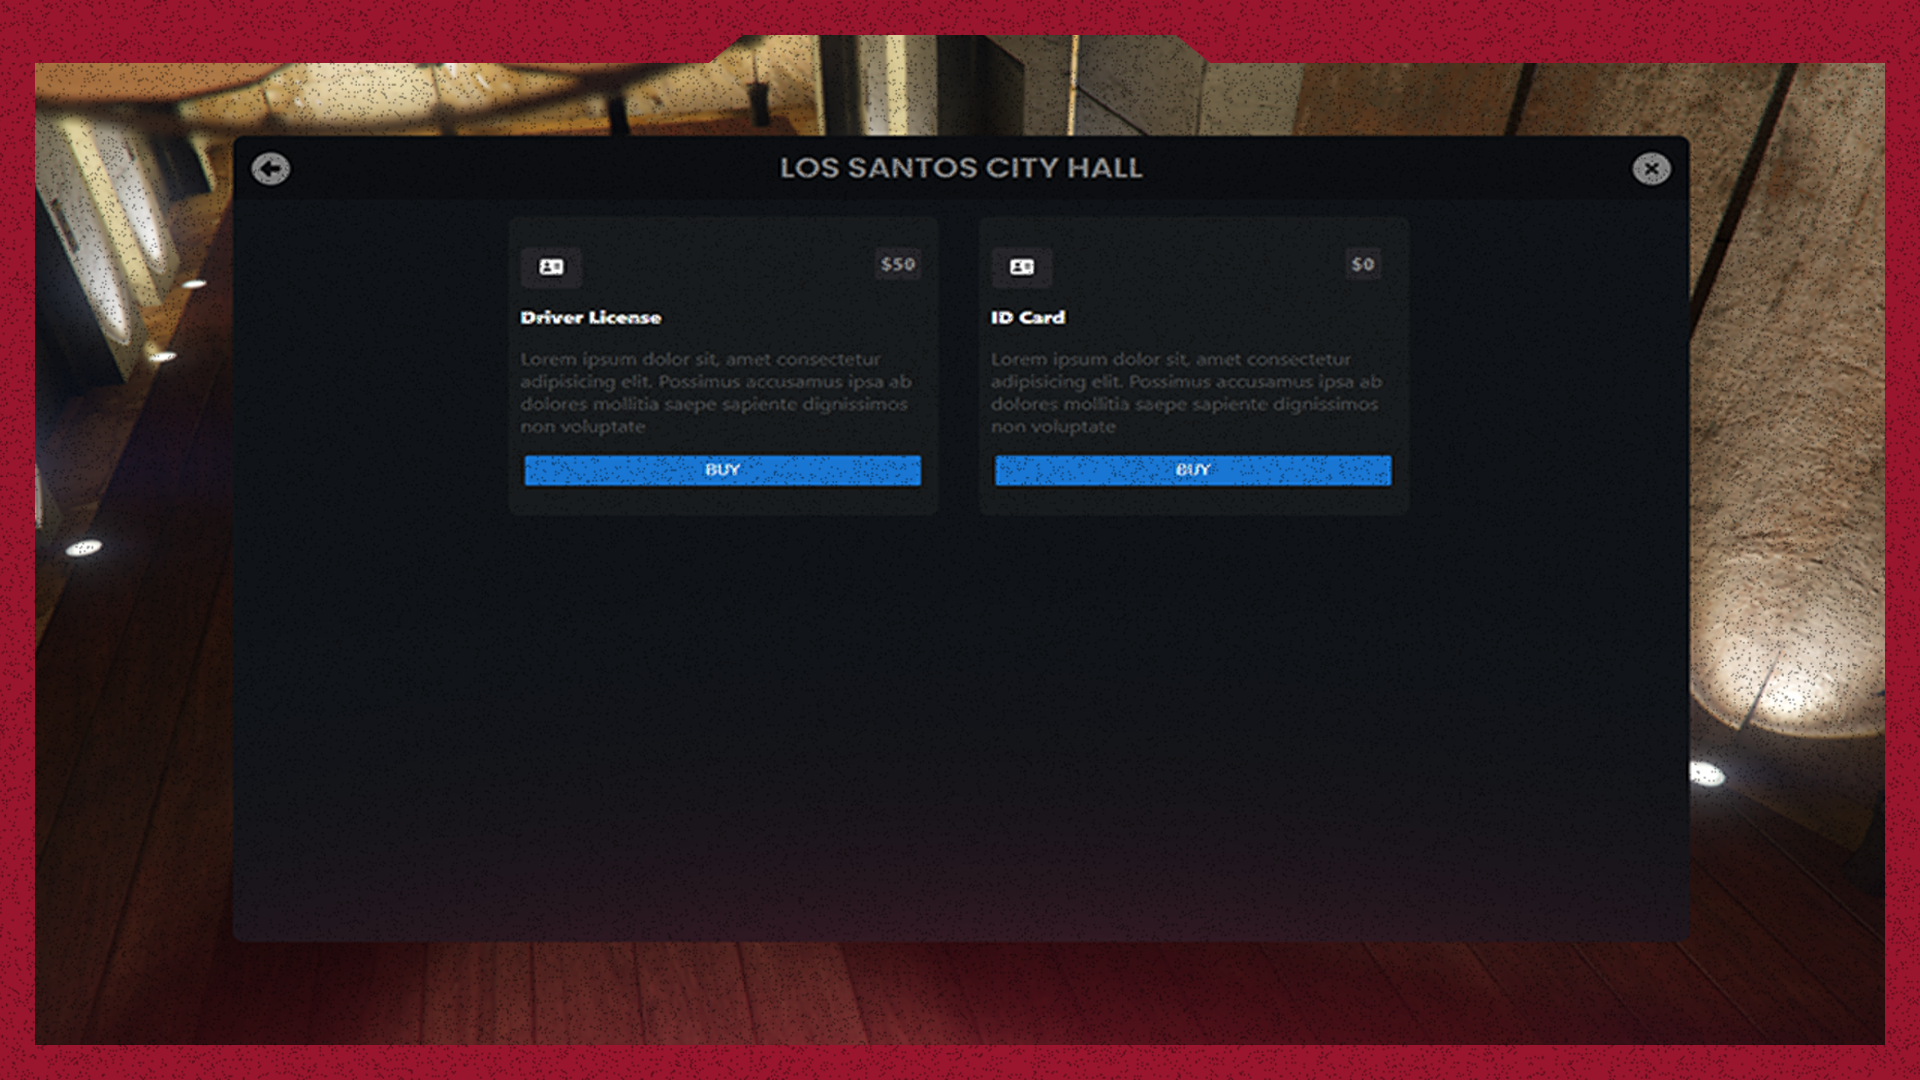 LOS SANTOS CITY HALL
$50
Driver License
Lorem ipsum dolor sit, amet consectetur
adipisicing elit. Possimus accusamus ipsa ab
dolores mollitia saepe sapiente dignissimos
non voluptate
BUY
$0
ID Card
Lorem ipsum dolor sit, amet consectetur
adipisicing elit. Possimus accusamus ipsa ab
dolores mollitia saepe sapiente dignissimos
non voluptate
BUY